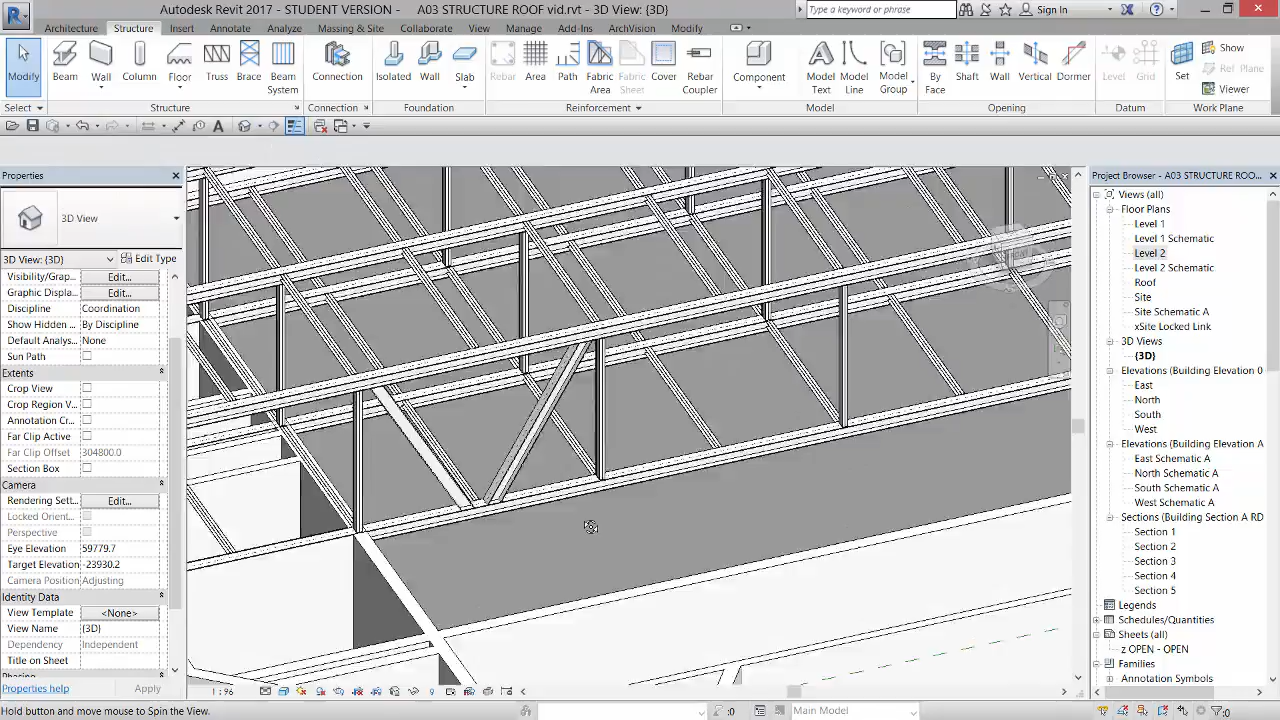 Autodesk Revit 2017 - STUDENT VERSION - A03 STRUCTURE ROOF vid.rvt - 3D View: {3D}
Type a keyword or phrase
Sign In
Architecture Structure Insert Annotate Analyze Massing & Site Collaborate View Manage Add-Ins ArchVision Modify
Modify Beam Wall Column Floor Truss Brace Beam System Connection Isolated Wall Slab Rebar Area Path Fabric Area Fabric Sheet Cover Rebar Coupler Component Model Text Model Line Model Group By Face Shaft Wall Vertical Dormer Level Grid Set Show Ref Plane Viewer
Select Structure Connection Foundation Reinforcement Model Opening Datum Work Plane
Properties
3D View
3D View: {3D} Edit Type
Visibility/Grap... Edit...
Graphic Displa... Edit...
Discipline Coordination
Show Hidden ... By Discipline
Default Analys... None
Sun Path
Extents
Crop View
Crop Region V...
Annotation Cr...
Far Clip Active
Far Clip Offset 304800.0
Section Box
Camera
Rendering Sett... Edit...
Locked Orient...
Perspective
Eye Elevation 59779.7
Target Elevation -23930.2
Camera Position Adjusting
Identity Data
View Template <None>
View Name {3D}
Dependency Independent
Title on Sheet
Properties help Apply
Project Browser - A03 STRUCTURE ROO...
Views (all)
Floor Plans
Level 1
Level 1 Schematic
Level 2
Level 2 Schematic
Roof
Site
Site Schematic A
xSite Locked Link
3D Views
{3D}
Elevations (Building Elevation 0
East
North
South
West
Elevations (Building Elevation A
East Schematic A
North Schematic A
South Schematic A
West Schematic A
Sections (Building Section A RD
Section 1
Section 2
Section 3
Section 4
Section 5
Legends
Schedules/Quantities
Sheets (all)
z OPEN - OPEN
Families
Annotation Symbols
1 : 96
Hold button and move mouse to Spin the View.
:0 Main Model :0